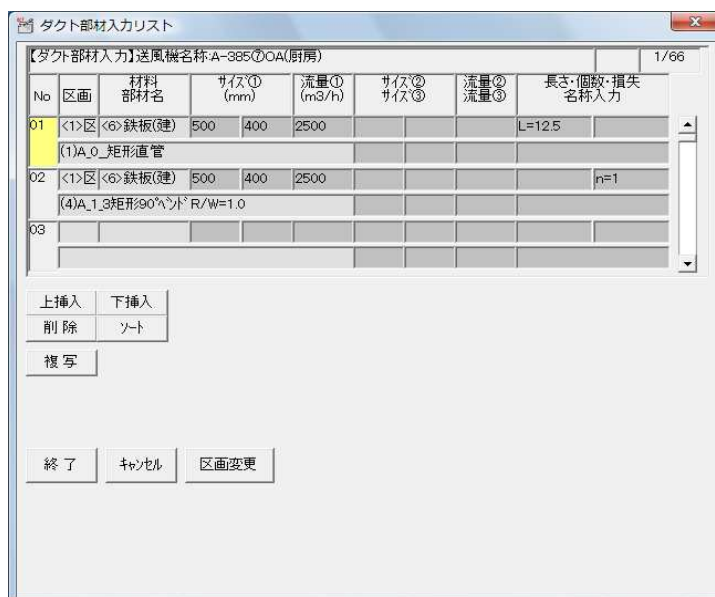 ダクト部材入力リスト
【ダクト部材入力】送風機名称:A-385⑦OA(厨房) 1/66
No 区画 材料 部材名 サイズ① (mm) 流量① (m3/h) サイズ② サイズ③ 流量② 流量③ 長さ・個数・損失 名称入力
01 <1>区 <6>鉄板(建) 500 400 2500 L=12.5
(1)A_0_矩形直管
02 <1>区 <6>鉄板(建) 500 400 2500 n=1
(4)A_1_3矩形90°ベンド R/W=1.0
03
上挿入 下挿入
削 除 ソート
複 写
終 了 キャンセル 区画変更